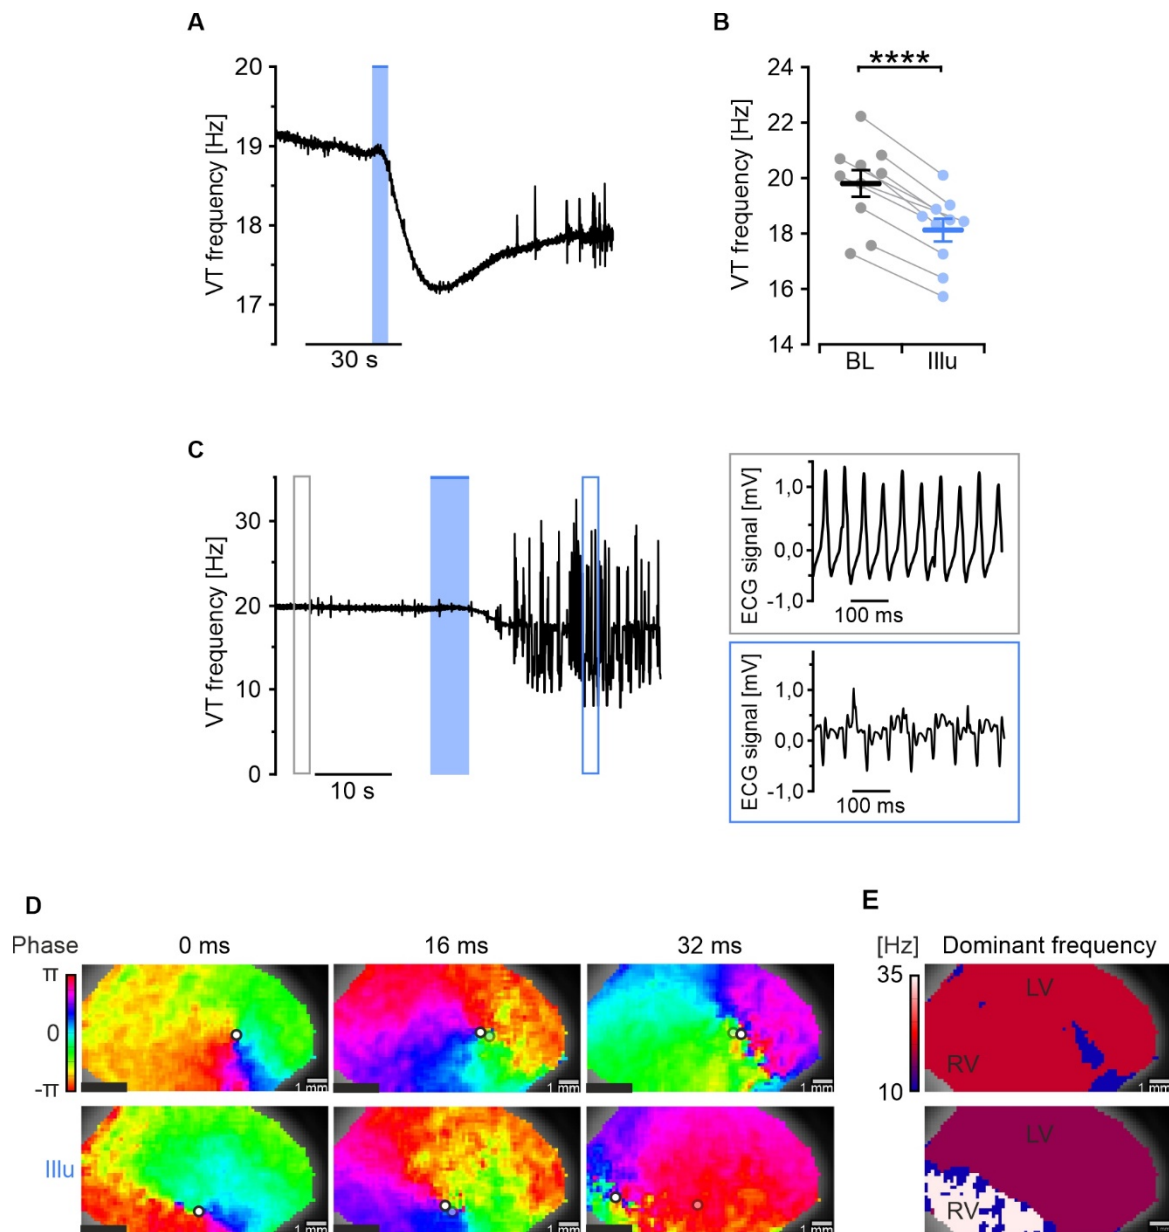 A
VT frequency [Hz]
20
19
18
17
30 s
B
****
VT frequency [Hz]
24
22
20
18
16
14
BL
Illu
C
VT frequency [Hz]
30
20
10
0
10 s
ECG signal [mV]
1,0
0,0
-1,0
100 ms
ECG signal [mV]
1,0
0,0
-1,0
100 ms
D
Phase
0 ms
16 ms
32 ms
π
0
-π
1 mm
1 mm
1 mm
Illu
1 mm
1 mm
1 mm
E
[Hz]
Dominant frequency
35
10
LV
RV
1 mm
LV
RV